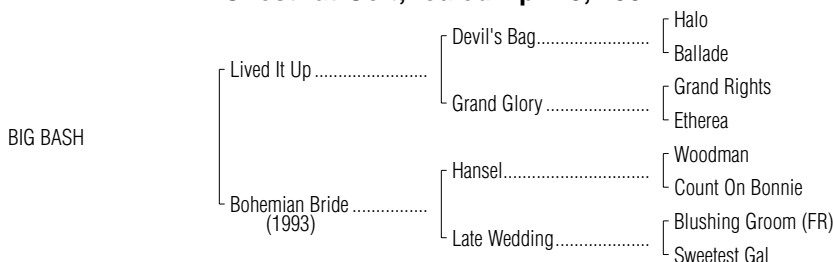 Halo
Devil's Bag........................
Ballade
Lived It Up ........................
Grand Rights
Grand Glory ......................
Etherea
BIG BASH
Woodman
Hansel...............................
Count On Bonnie
Bohemian Bride ................
(1993)
Blushing Groom (FR)
Late Wedding....................
Sweetest Gal